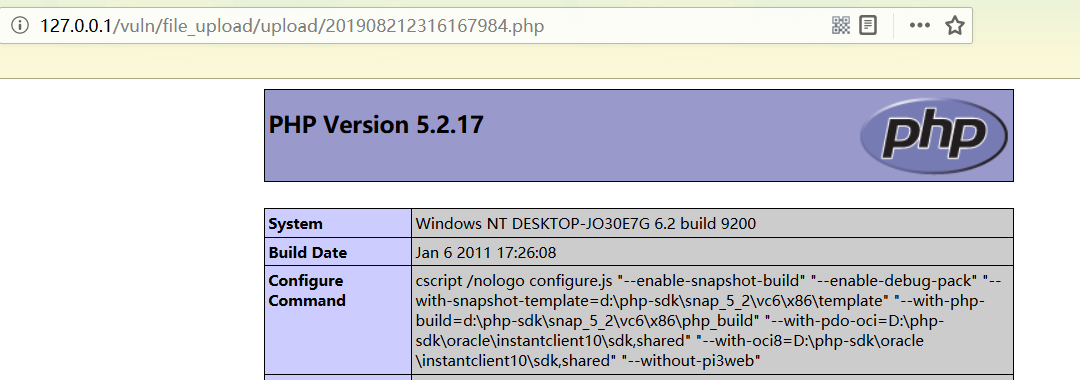 127.0.0.1/vuln/file_upload/upload/201908212316167984.php
PHP Version 5.2.17
php
System Windows NT DESKTOP-JO30E7G 6.2 build 9200
Build Date Jan 6 2011 17:26:08
Configure Command cscript /nologo configure.js "--enable-snapshot-build" "--enable-debug-pack" "--
with-snapshot-template=d:\php-sdk\snap_5_2\vc6\x86\template" "--with-php-
build=d:\php-sdk\snap_5_2\vc6\x86\php_build" "--with-pdo-oci=D:\php-
sdk\oracle\instantclient10\sdk,shared" "--with-oci8=D:\php-sdk\oracle
\instantclient10\sdk,shared" "--without-pi3web"